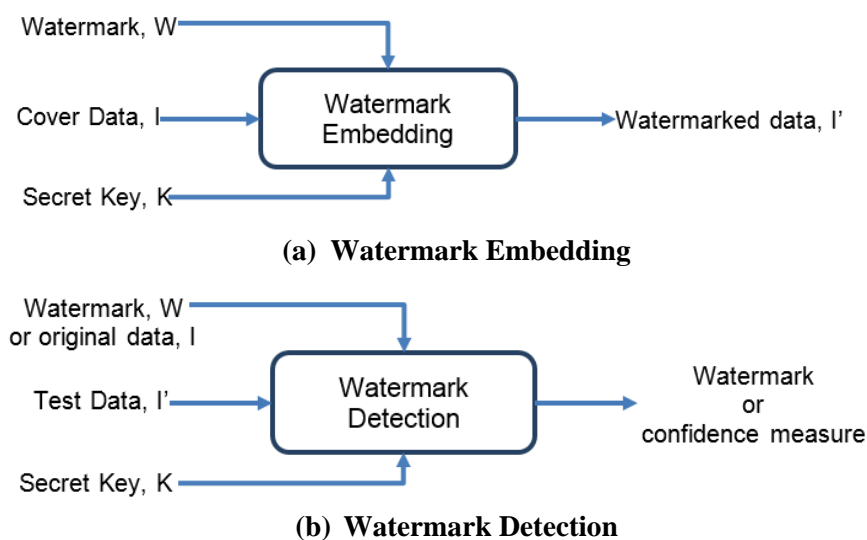 Watermark, W
Cover Data, I
Secret Key, K
Watermark
Embedding
Watermarked data, I’
(a) Watermark Embedding
Watermark, W
or original data, I
Test Data, I’
Secret Key, K
Watermark
Detection
Watermark
or
confidence measure
(b) Watermark Detection